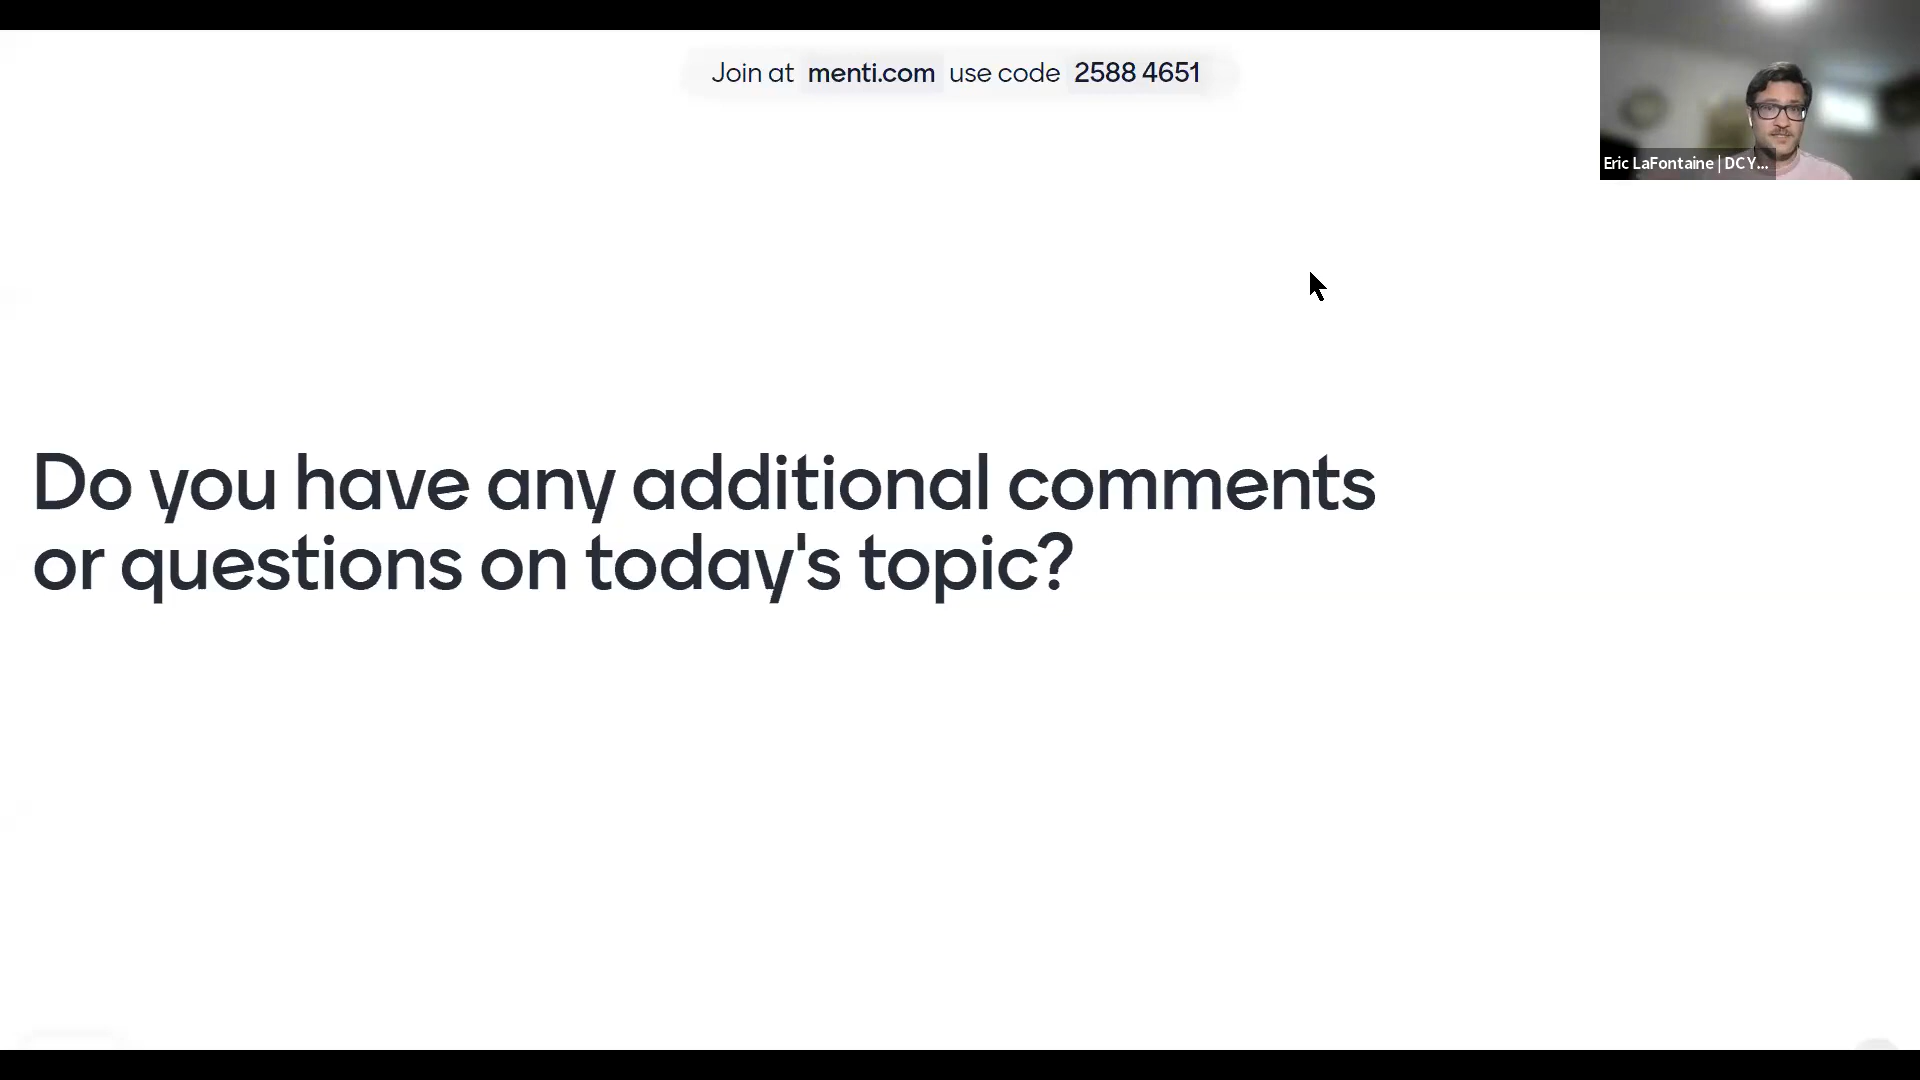 Join at menti.com use code 2588 4651
Eric LaFontaine | DCY...
Do you have any additional comments
or questions on today's topic?